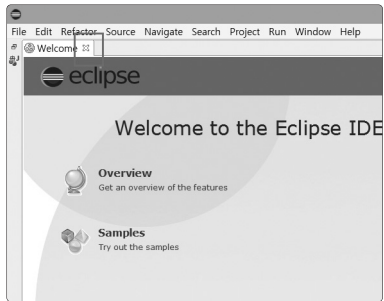 File Edit Refactor Source Navigate Search Project Run Window Help
Welcome
eclipse
Welcome to the Eclipse IDE
Overview
Get an overview of the features
Samples
Try out the samples